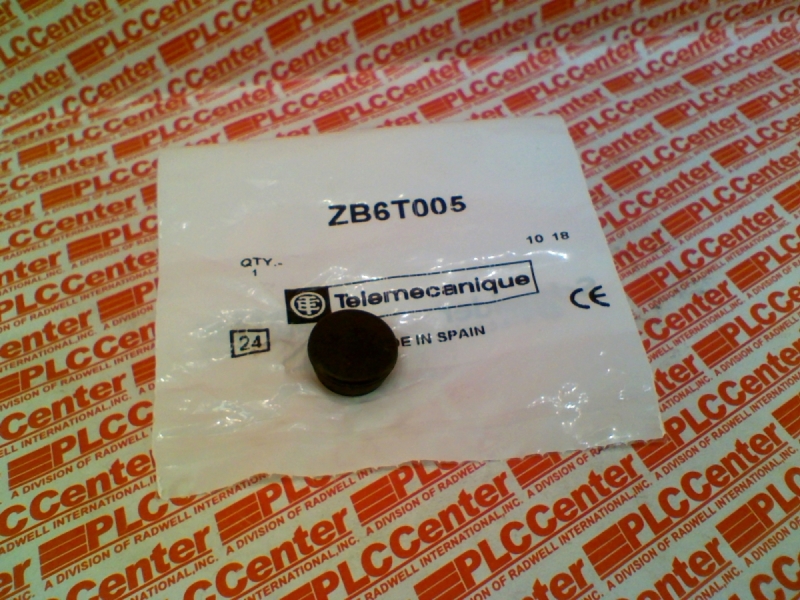 ZB6T005
10 18
QTY.-
1
Telemecanique
CE
24
DE IN SPAIN
PLCCenter
A DIVISION OF RADWELL INTERNATIONAL, INC.